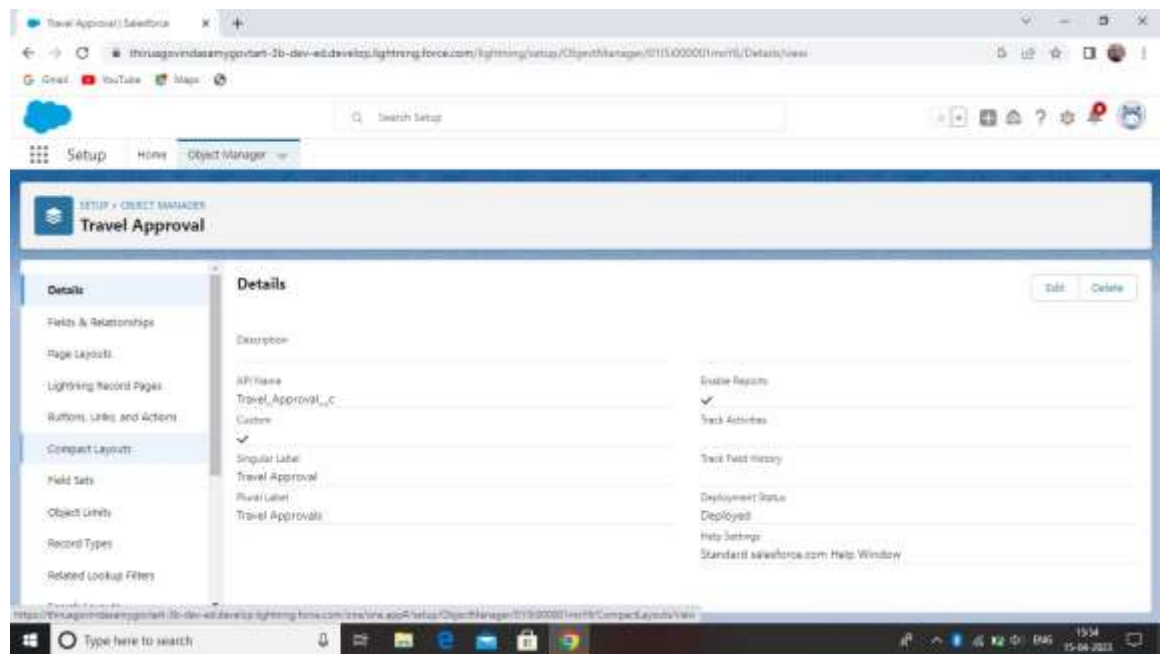 Travel Approval | Salesforce
Gmail YouTube Maps
Search Setup
Setup Home Object Manager
SETUP > OBJECT MANAGER
Travel Approval
Details
Fields & Relationships
Page Layouts
Lightning Record Pages
Buttons, Links, and Actions
Compact Layouts
Field Sets
Object Limits
Record Types
Related Lookup Filters
Details
Edit Delete
Description
API Name
Travel_Approval__c
Custom
Singular Label
Travel Approval
Plural Label
Travel Approvals
Enable Reports
Track Activities
Track Field History
Deployment Status
Deployed
Help Settings
Standard salesforce.com Help Window
Type here to search
ENG
15:54
15-04-2023